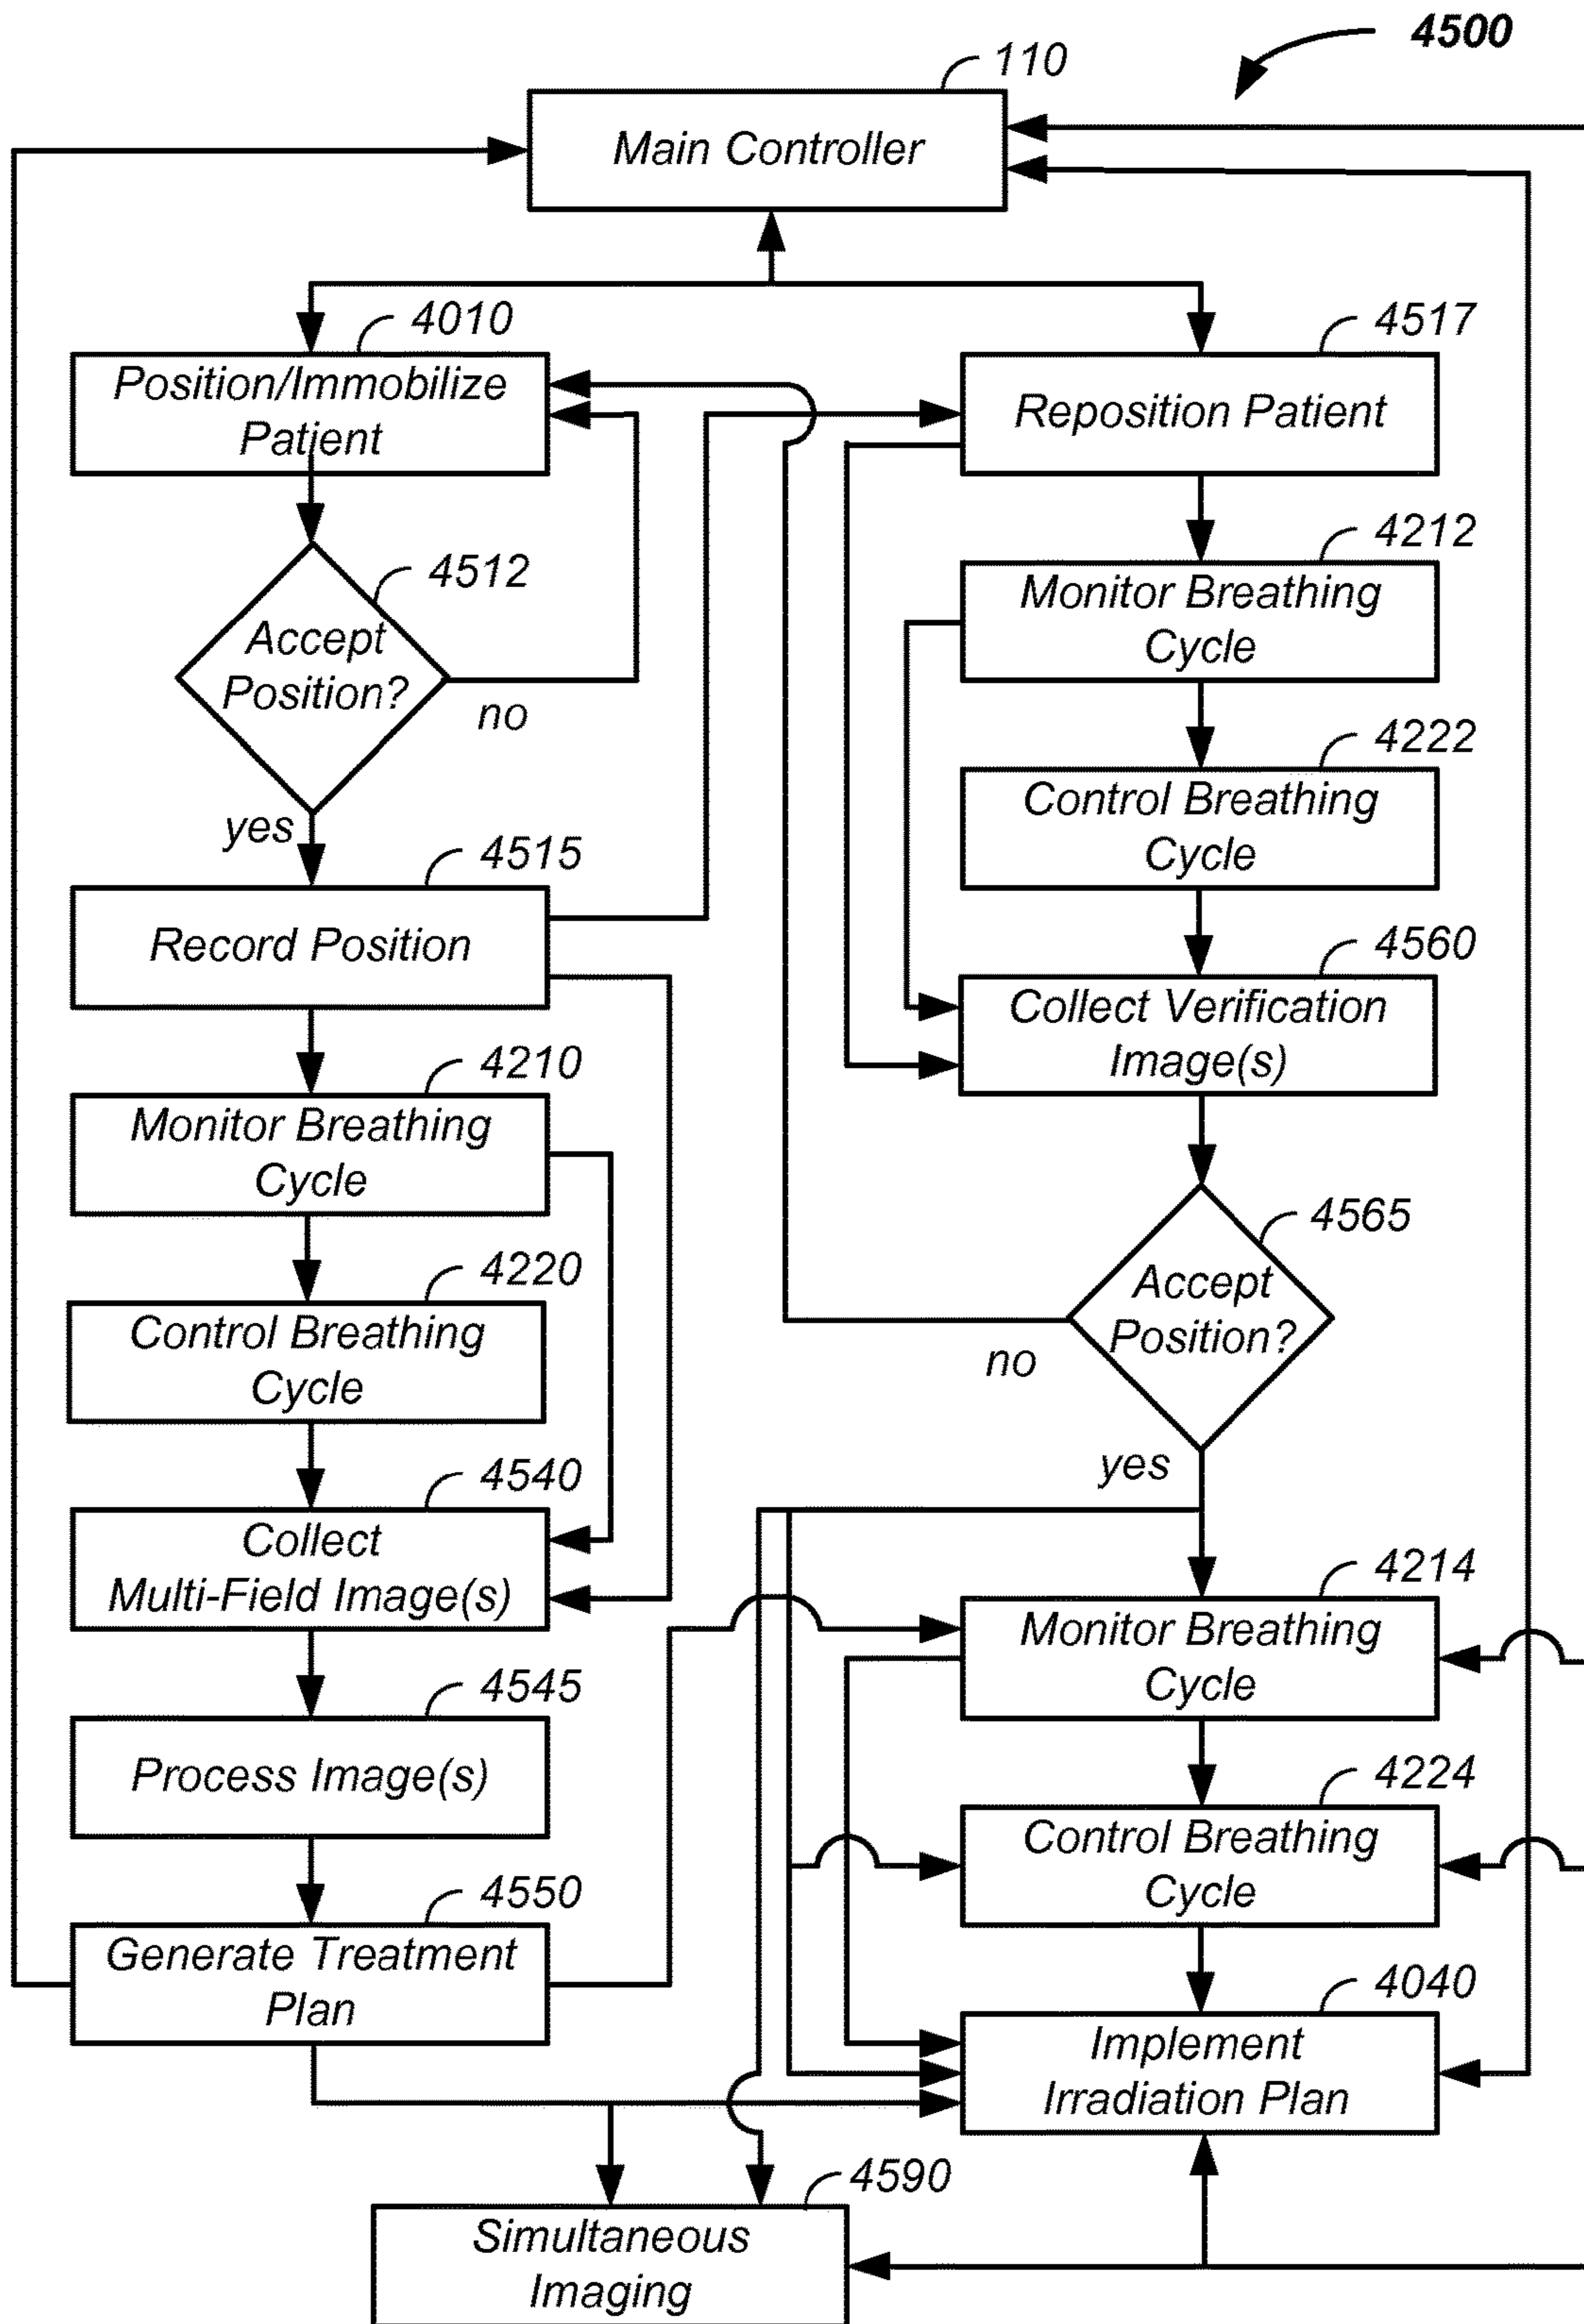 4500
110
Main Controller
4010
Position/Immobilize
Patient
4512
Accept
Position?
no
yes
4515
Record Position
4210
Monitor Breathing
Cycle
4220
Control Breathing
Cycle
4540
Collect
Multi-Field Image(s)
4545
Process Image(s)
4550
Generate Treatment
Plan
4517
Reposition Patient
4212
Monitor Breathing
Cycle
4222
Control Breathing
Cycle
4560
Collect Verification
Image(s)
4565
Accept
Position?
no
yes
4214
Monitor Breathing
Cycle
4224
Control Breathing
Cycle
4040
Implement
Irradiation Plan
4590
Simultaneous
Imaging